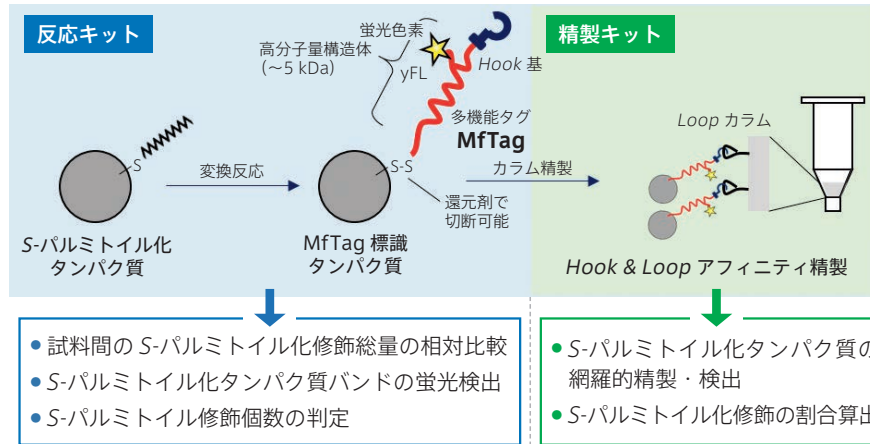 反応キット
精製キット
蛍光色素
高分子量構造体
(～5 kDa)
yFL
Hook 基
多機能タグ
MfTag
Loop カラム
S
変換反応
S-S
カラム精製
還元剤で
切断可能
S-パルミトイル化
タンパク質
MfTag 標識
タンパク質
Hook & Loop アフィニティ精製
● 試料間の S-パルミトイル化修飾総量の相対比較
● S-パルミトイル化タンパク質バンドの蛍光検出
● S-パルミトイル修飾個数の判定
● S-パルミトイル化タンパク質の
網羅的精製・検出
● S-パルミトイル化修飾の割合算出